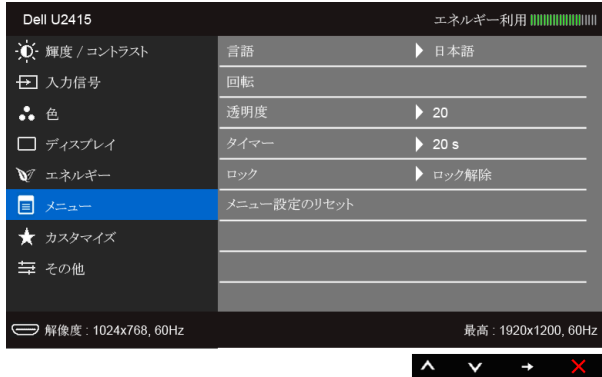 Dell U2415 エネルギー利用
輝度 / コントラスト 言語 日本語
入力信号 回転
色 透明度 20
ディスプレイ タイマー 20 s
エネルギー ロック ロック解除
メニュー メニュー設定のリセット
カスタマイズ
その他
解像度 : 1024x768, 60Hz 最高 : 1920x1200, 60Hz